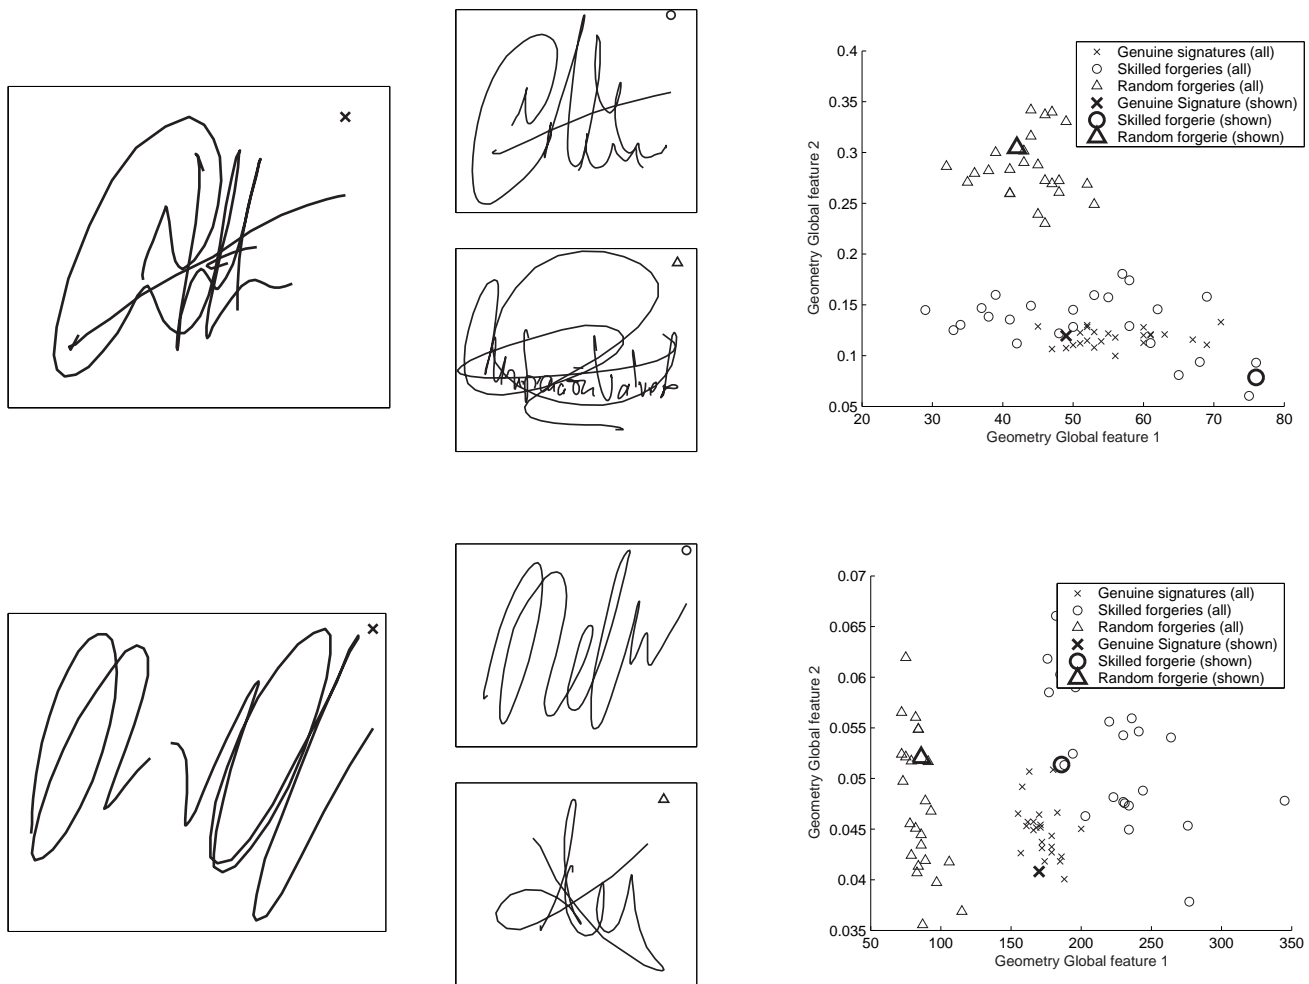 0.4
0.35
0.3
0.25
0.2
0.15
0.1
0.05
20 30 40 50 60 70 80
Geometry Global feature 2
Geometry Global feature 1
Genuine signatures (all)
Skilled forgeries (all)
Random forgeries (all)
Genuine Signature (shown)
Skilled forgerie (shown)
Random forgerie (shown)
0.07
0.065
0.06
0.055
0.05
0.045
0.04
0.035
50 100 150 200 250 300 350
Geometry Global feature 2
Geometry Global feature 1
Genuine signatures (all)
Skilled forgeries (all)
Random forgeries (all)
Genuine Signature (shown)
Skilled forgerie (shown)
Random forgerie (shown)